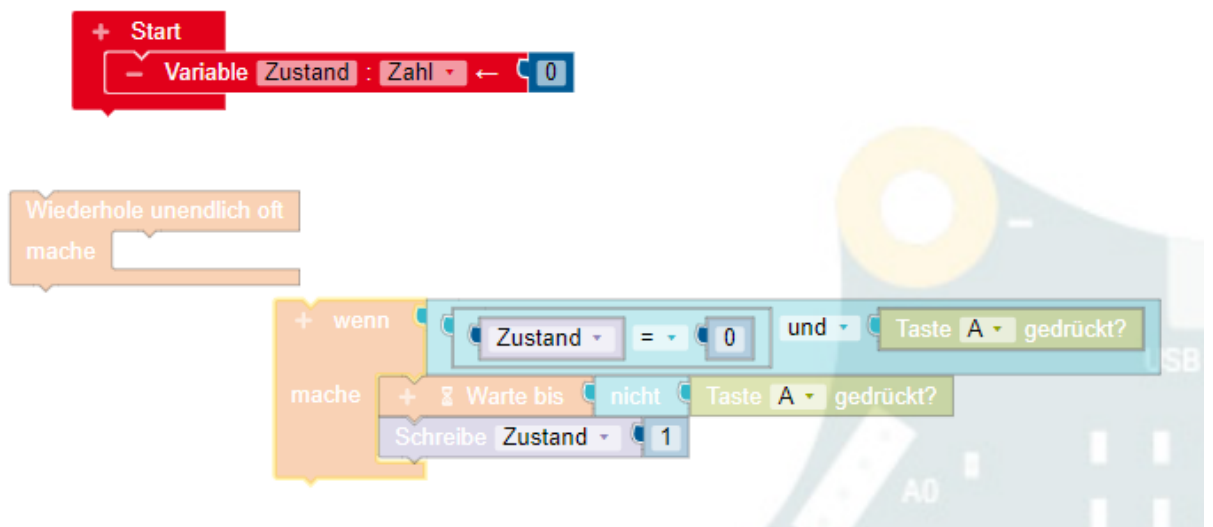 + Start
– Variable Zustand : Zahl ← 0
Wiederhole unendlich oft
mache
+ wenn Zustand = 0 und Taste A gedrückt?
mache + Warte bis nicht Taste A gedrückt?
Schreibe Zustand 1
USB
A0